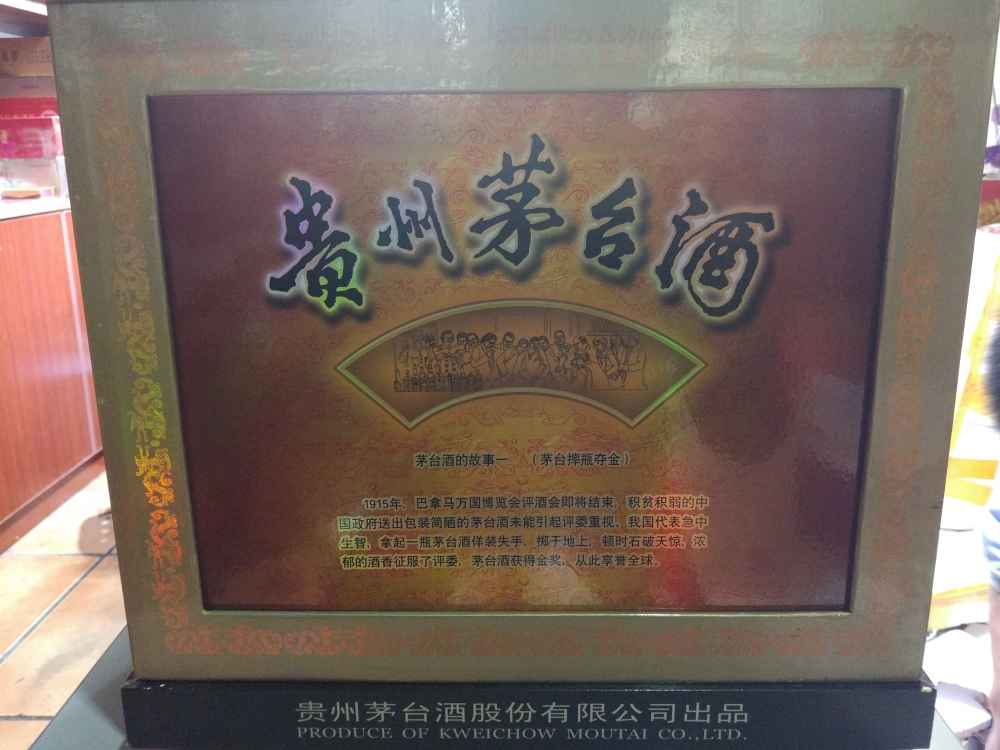 贵州茅台酒
茅台酒的故事一 （茅台摔瓶夺金）
1915年，巴拿马万国博览会评酒会即将结束，积贫积弱的中
国政府送出包装简陋的茅台酒未能引起评委重视，我国代表急中
生智，拿起一瓶茅台酒佯装失手，掷于地上，顿时石破天惊，浓
郁的酒香征服了评委，茅台酒获得金奖，从此享誉全球。
贵州茅台酒股份有限公司出品
PRODUCE OF KWEICHOW MOUTAI CO.,LTD.